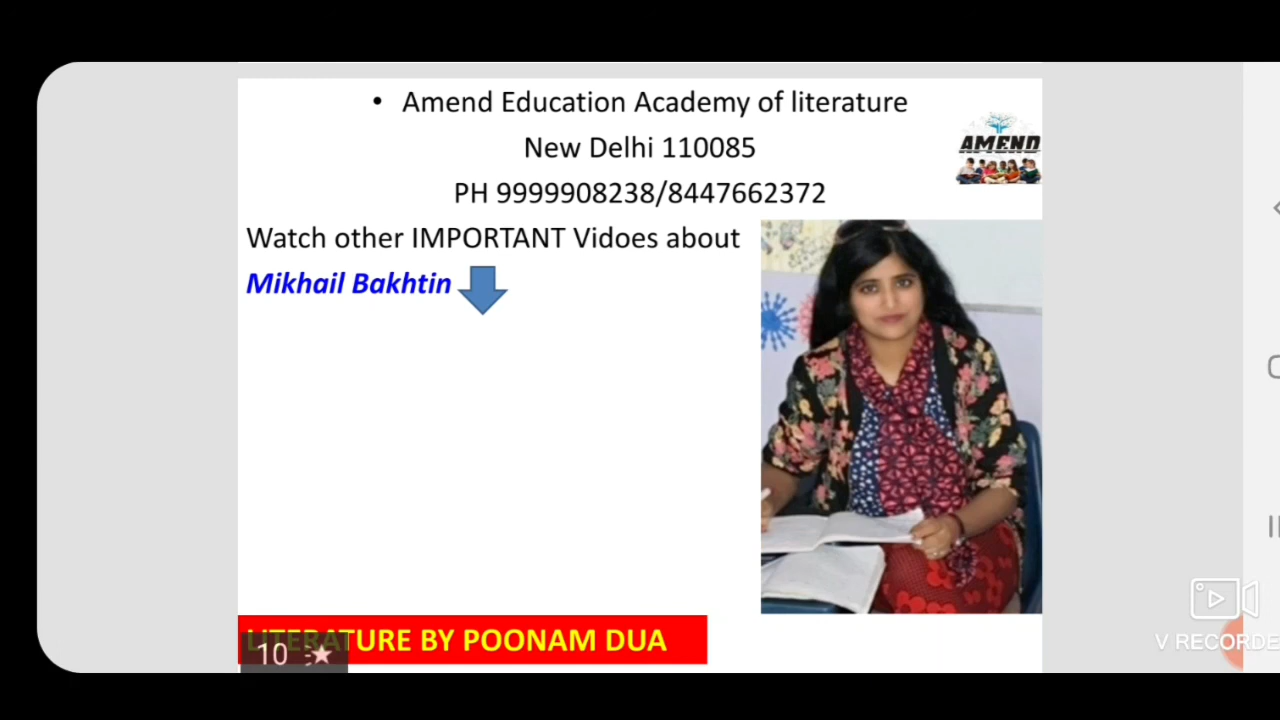 • Amend Education Academy of literature
New Delhi 110085
PH 9999908238/8447662372
AMEND
Watch other IMPORTANT Vidoes about
Mikhail Bakhtin
LITERATURE BY POONAM DUA
10
V RECORDE